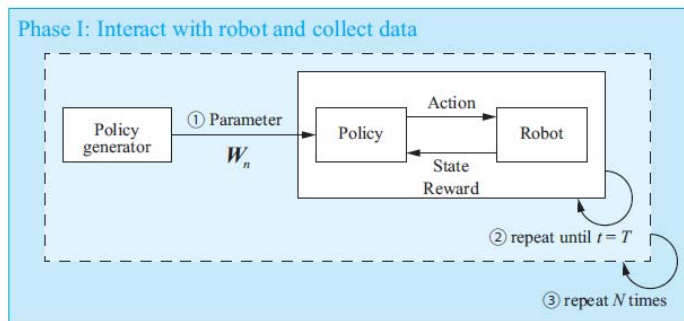 Phase I: Interact with robot and collect data
① Parameter
Wₙ
Policy
generator
Policy
Action
Robot
State
Reward
② repeat until t = T
③ repeat N times